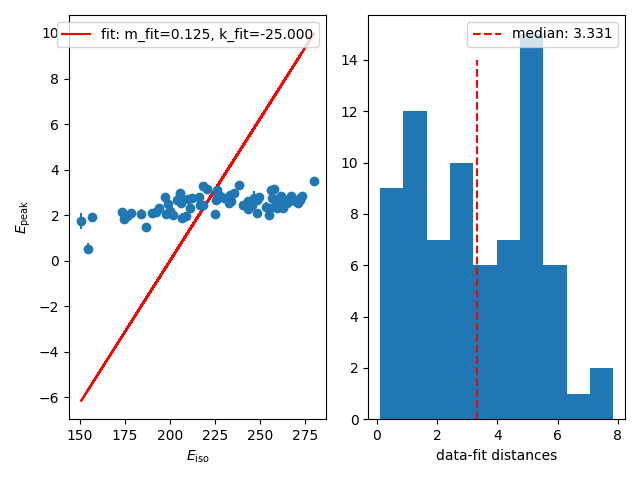 fit: m_fit=0.125, k_fit=-25.000
10
8
6
4
2
0
−2
−4
−6
E_peak
150 175 200 225 250 275
E_iso
median: 3.331
14
12
10
8
6
4
2
0
0 2 4 6 8
data-fit distances